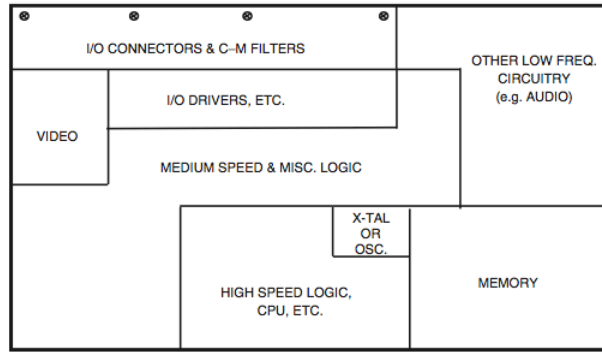 I/O CONNECTORS & C–M FILTERS
OTHER LOW FREQ.
CIRCUITRY
(e.g. AUDIO)
I/O DRIVERS, ETC.
VIDEO
MEDIUM SPEED & MISC. LOGIC
X-TAL
OR
OSC.
HIGH SPEED LOGIC,
CPU, ETC.
MEMORY